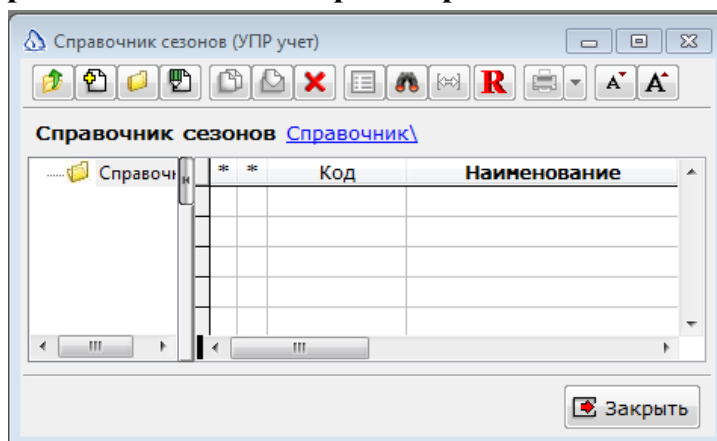 Справочник сезонов (УПР учет)
R A A
Справочник сезонов Справочник\
Справочн * * Код Наименование
Закрыть